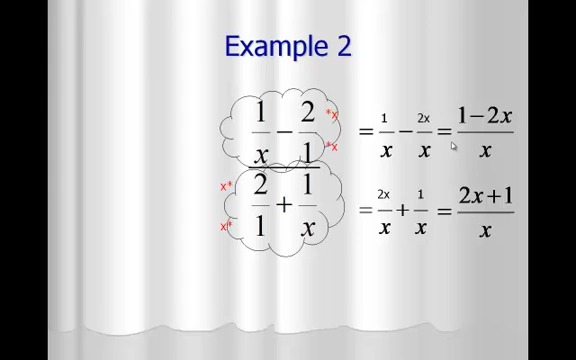 Example 2
1/x − 2/1 *x *x = 1/x − 2x/x = 1−2x/x
x* x* 2/1 + 1/x = 2x/x + 1/x = 2x+1/x